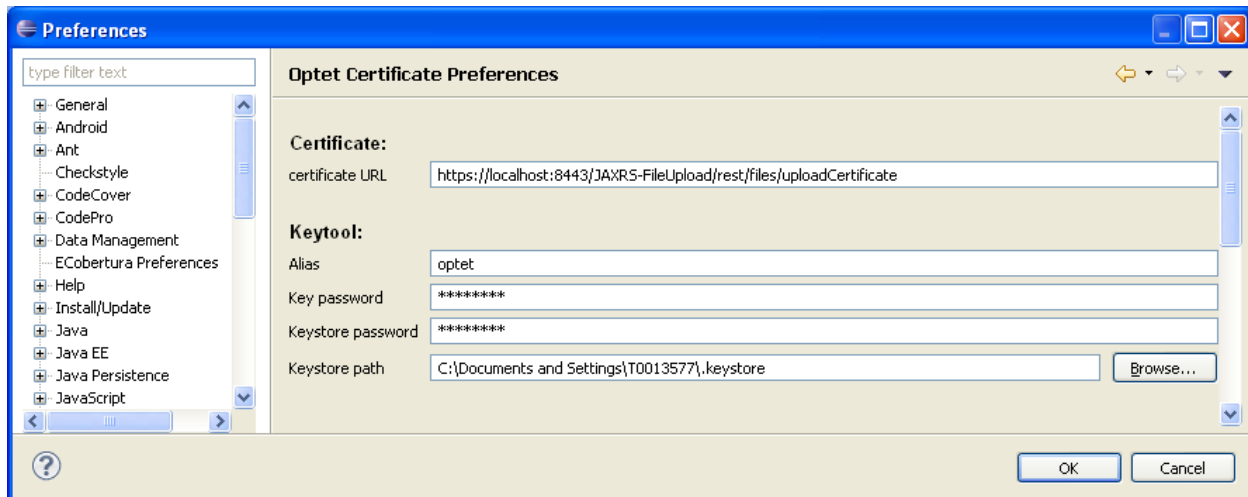 Preferences
type filter text
General
Android
Ant
Checkstyle
CodeCover
CodePro
Data Management
ECobertura Preferences
Help
Install/Update
Java
Java EE
Java Persistence
JavaScript
Optet Certificate Preferences
Certificate:
certificate URL https://localhost:8443/JAXRS-FileUpload/rest/files/uploadCertificate
Keytool:
Alias optet
Key password ********
Keystore password ********
Keystore path C:\Documents and Settings\T0013577\.keystore Browse...
? OK Cancel